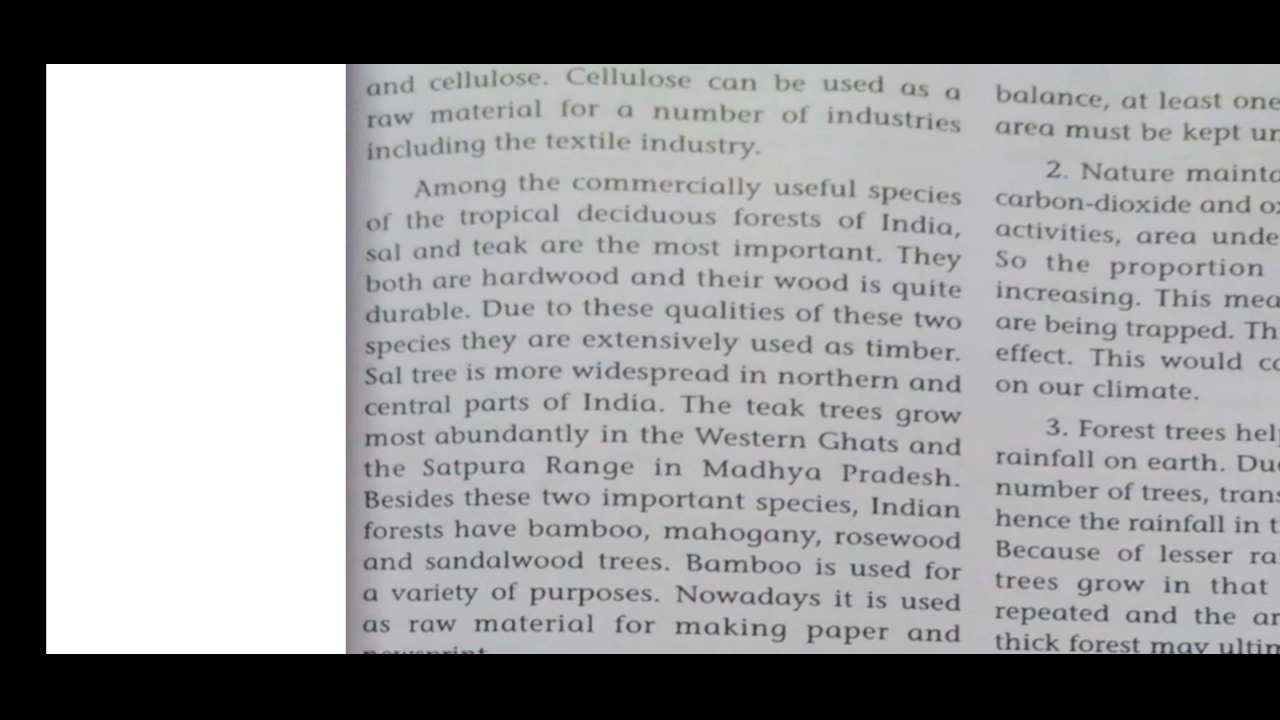 and cellulose. Cellulose can be used as a
raw material for a number of industries
including the textile industry.
Among the commercially useful species
of the tropical deciduous forests of India,
sal and teak are the most important. They
both are hardwood and their wood is quite
durable. Due to these qualities of these two
species they are extensively used as timber.
Sal tree is more widespread in northern and
central parts of India. The teak trees grow
most abundantly in the Western Ghats and
the Satpura Range in Madhya Pradesh.
Besides these two important species, Indian
forests have bamboo, mahogany, rosewood
and sandalwood trees. Bamboo is used for
a variety of purposes. Nowadays it is used
as raw material for making paper and
balance, at least one
area must be kept
2. Nature
carbon-dioxide and
activities, area
So the proportion
increasing. This
are being trapped.
effect. This would
on our climate.
3. Forest trees
rainfall on earth.
number of trees,
hence the rainfall in
Because of lesser
trees grow in that
repeated and the
thick forest may